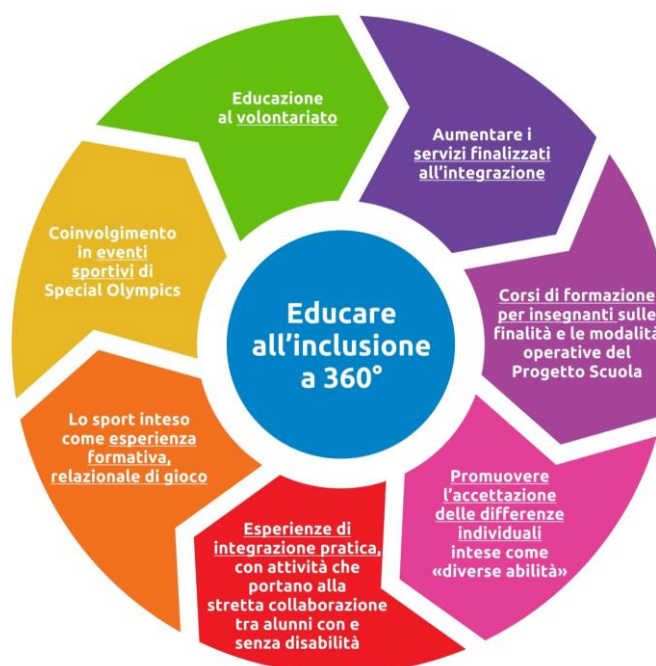 Educare
all'inclusione
a 360°
Educazione
al volontariato
Aumentare i
servizi finalizzati
all'integrazione
Corsi di formazione
per insegnanti sulle
finalità e le modalità
operative del
Progetto Scuola
Promuovere
l'accettazione
delle differenze
individuali
intese come
«diverse abilità»
Esperienze di
integrazione pratica,
con attività che
portano alla
stretta collaborazione
tra alunni con e
senza disabilità
Lo sport inteso
come esperienza
formativa,
relazionale di gioco
Coinvolgimento
in eventi
sportivi di
Special Olympics